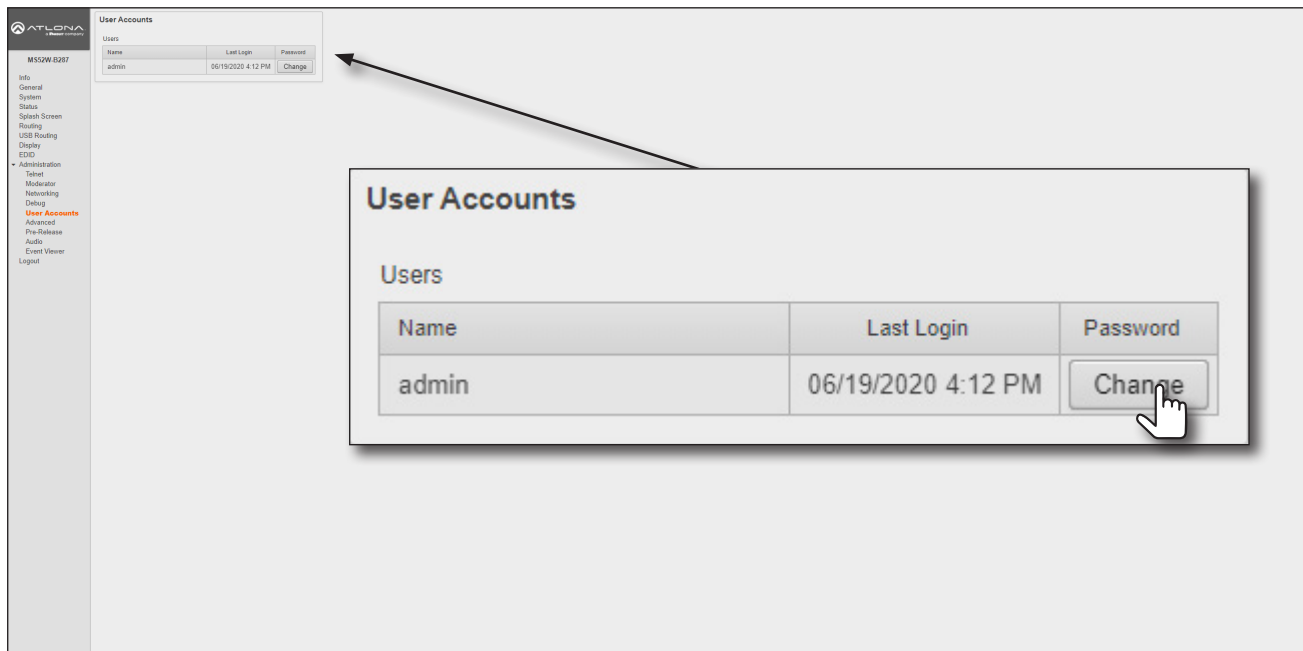 ATLONA
a Panduit company
MS52W-B287
Info
General
System
Status
Splash Screen
Routing
USB Routing
Display
EDID
Administration
Telnet
Moderator
Networking
Debug
User Accounts
Advanced
Pre-Release
Audio
Event Viewer
Logout
User Accounts
Users
Name Last Login Password
admin 06/19/2020 4:12 PM Change
User Accounts
Users
Name Last Login Password
admin 06/19/2020 4:12 PM Change